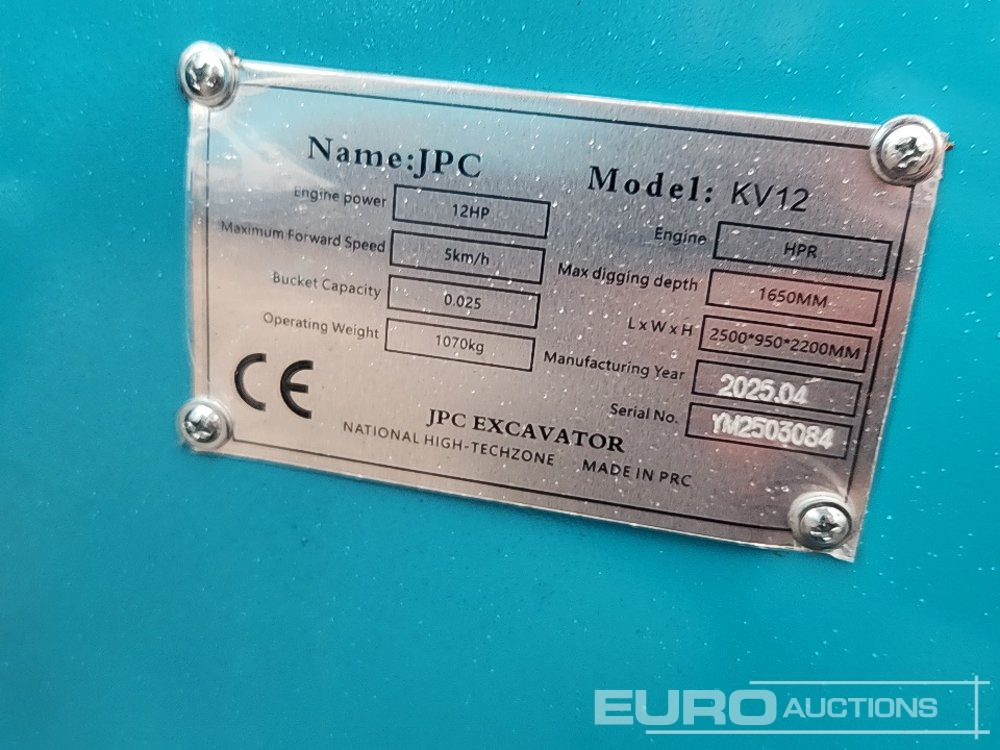 Name:JPC
Model: KV12
Engine power 12HP
Maximum Forward Speed 5km/h
Bucket Capacity 0.025
Operating Weight 1070kg
Engine HPR
Max digging depth 1650MM
L x W x H 2500*950*2200MM
Manufacturing Year 2025.04
Serial No. YM2503084
CE
JPC EXCAVATOR
NATIONAL HIGH-TECHZONE MADE IN PRC
EURO AUCTIONS